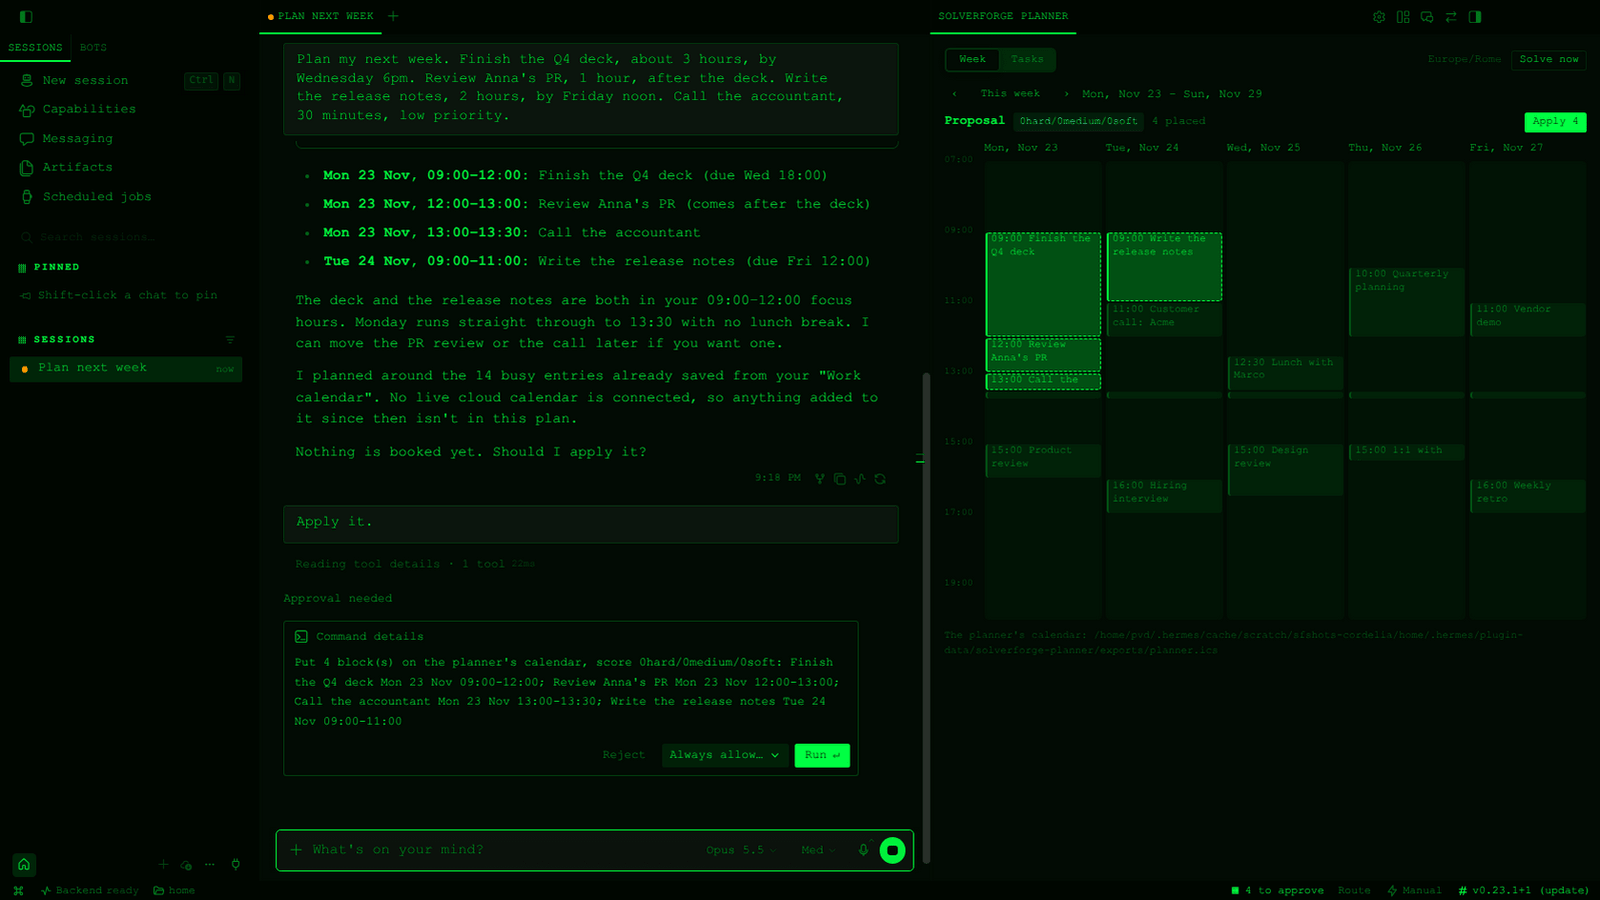 PLAN NEXT WEEK
SOLVERFORGE PLANNER
SESSIONS BOTS
New session Ctrl N
Capabilities
Messaging
Artifacts
Scheduled jobs
Search sessions…
PINNED
Shift-click a chat to pin
SESSIONS
Plan next week now
Plan my next week. Finish the Q4 deck, about 3 hours, by
Wednesday 6pm. Review Anna's PR, 1 hour, after the deck. Write
the release notes, 2 hours, by Friday noon. Call the accountant,
30 minutes, low priority.
• Mon 23 Nov, 09:00–12:00: Finish the Q4 deck (due Wed 18:00)
• Mon 23 Nov, 12:00–13:00: Review Anna's PR (comes after the deck)
• Mon 23 Nov, 13:00–13:30: Call the accountant
• Tue 24 Nov, 09:00–11:00: Write the release notes (due Fri 12:00)
The deck and the release notes are both in your 09:00–12:00 focus
hours. Monday runs straight through to 13:30 with no lunch break. I
can move the PR review or the call later if you want one.
I planned around the 14 busy entries already saved from your "Work
calendar". No live cloud calendar is connected, so anything added to
it since then isn't in this plan.
Nothing is booked yet. Should I apply it?
9:18 PM
Apply it.
Reading tool details · 1 tool 22ms
Approval needed
Command details
Put 4 block(s) on the planner's calendar, score 0hard/0medium/0soft: Finish
the Q4 deck Mon 23 Nov 09:00-12:00; Review Anna's PR Mon 23 Nov 12:00-13:00;
Call the accountant Mon 23 Nov 13:00-13:30; Write the release notes Tue 24
Nov 09:00-11:00
Reject Always allow… Run ↵
What's on your mind?
Opus 5.5 Med
Week Tasks
Europe/Rome Solve now
‹ This week › Mon, Nov 23 – Sun, Nov 29
Proposal 0hard/0medium/0soft 4 placed
Apply 4
Mon, Nov 23 Tue, Nov 24 Wed, Nov 25 Thu, Nov 26 Fri, Nov 27
07:00
09:00
11:00
13:00
15:00
17:00
19:00
09:00 Finish the
Q4 deck
12:00 Review
Anna's PR
13:00 Call the
15:00 Product
review
09:00 Write the
release notes
11:00 Customer
call: Acme
16:00 Hiring
interview
12:30 Lunch with
Marco
15:00 Design
review
10:00 Quarterly
planning
15:00 1:1 with
11:00 Vendor
demo
16:00 Weekly
retro
The planner's calendar: /home/pvd/.hermes/cache/scratch/sfshots-cordelia/home/.hermes/plugin-
data/solverforge-planner/exports/planner.ics
Backend ready home
4 to approve Route Manual # v0.23.1+1 (update)